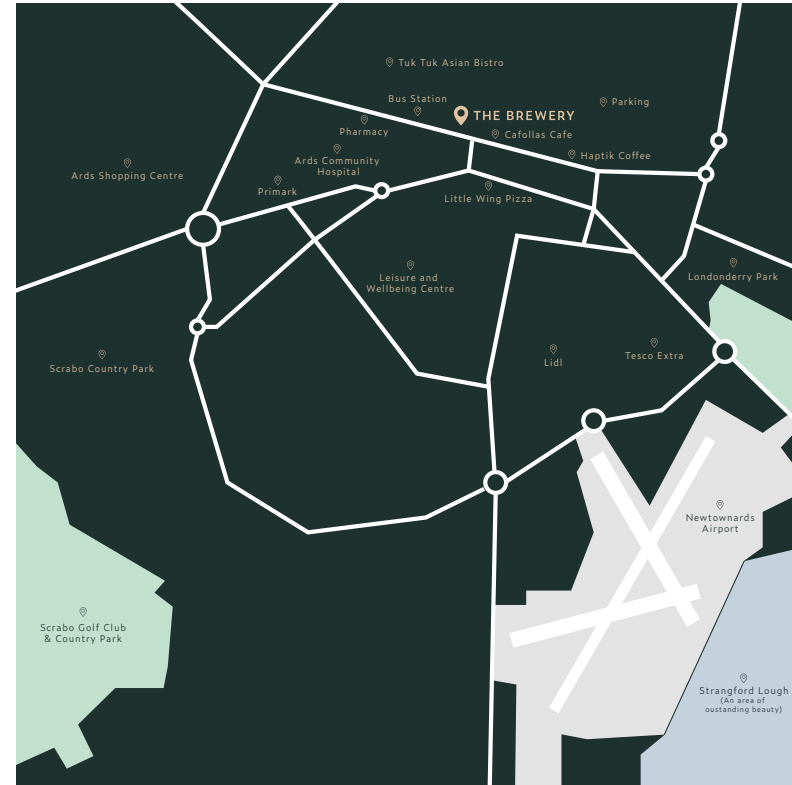 Tuk Tuk Asian Bistro
Bus Station
Parking
THE BREWERY
Pharmacy
Cafollas Cafe
Haptik Coffee
Ards Community
Hospital
Ards Shopping Centre
Primark
Little Wing Pizza
Londonderry Park
Leisure and
Wellbeing Centre
Lidl
Tesco Extra
Scrabo Country Park
Newtownards
Airport
Scrabo Golf Club
& Country Park
Strangford Lough
(An area of
oustanding beauty)